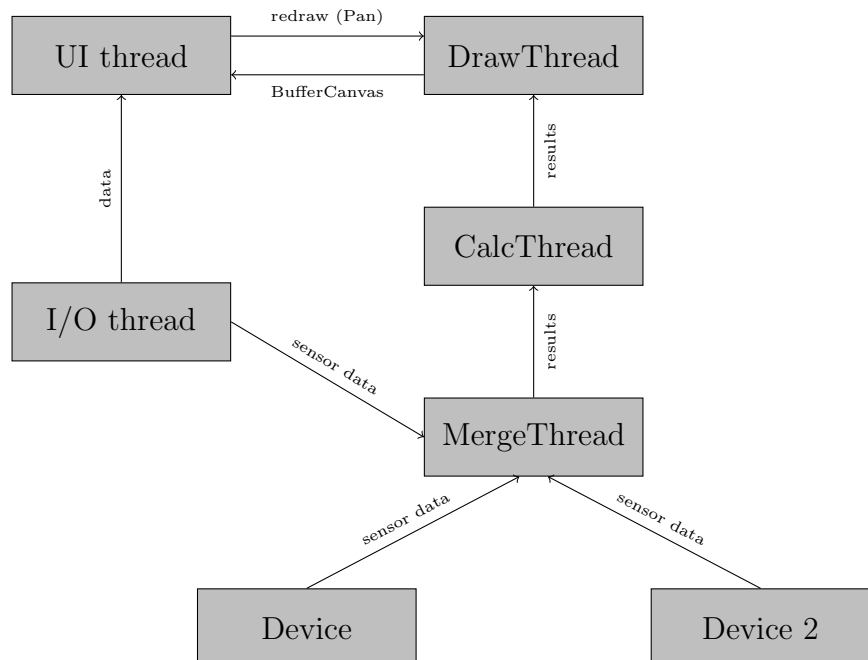 redraw (Pan)
UI thread
DrawThread
BufferCanvas
data
results
CalcThread
I/O thread
sensor data
results
MergeThread
sensor data
sensor data
Device
Device 2